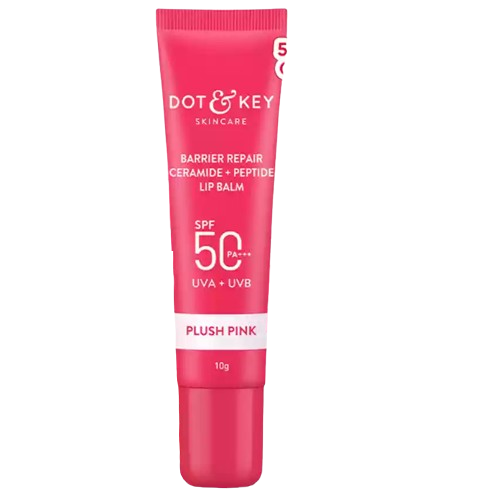 DOT & KEY
SKINCARE
BARRIER REPAIR
CERAMIDE + PEPTIDE
LIP BALM
SPF
50
PA+++
UVA + UVB
PLUSH PINK
10g